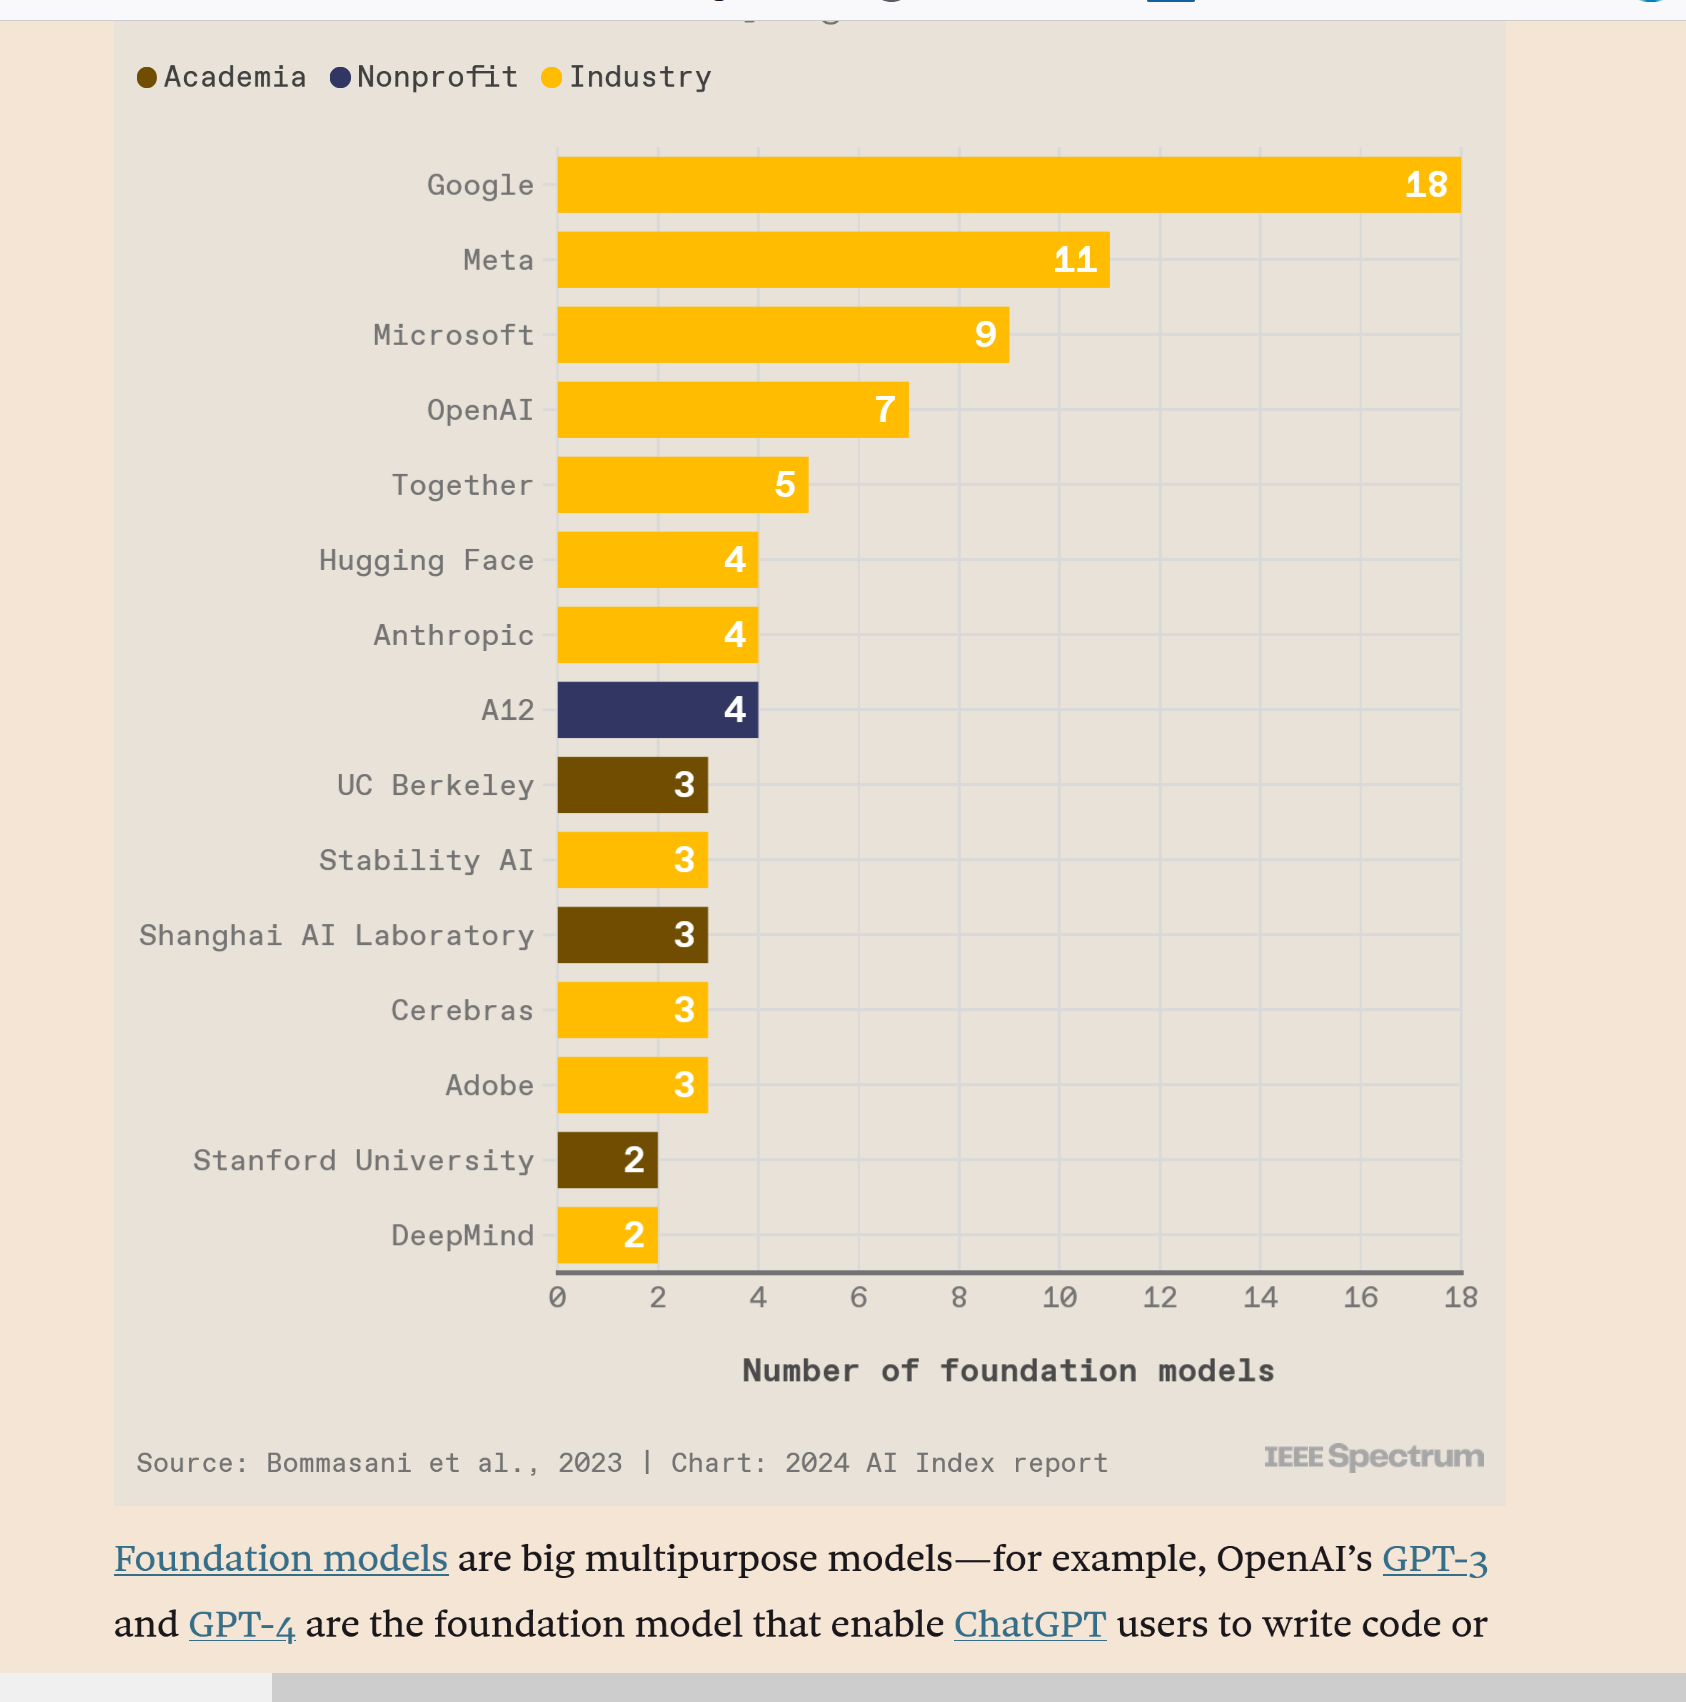 Academia Nonprofit Industry
Google 18
Meta 11
Microsoft 9
OpenAI 7
Together 5
Hugging Face 4
Anthropic 4
A12 4
UC Berkeley 3
Stability AI 3
Shanghai AI Laboratory 3
Cerebras 3
Adobe 3
Stanford University 2
DeepMind 2
0 2 4 6 8 10 12 14 16 18
Number of foundation models
Source: Bommasani et al., 2023 | Chart: 2024 AI Index report IEEE Spectrum
Foundation models are big multipurpose models—for example, OpenAI’s GPT-3
and GPT-4 are the foundation model that enable ChatGPT users to write code or